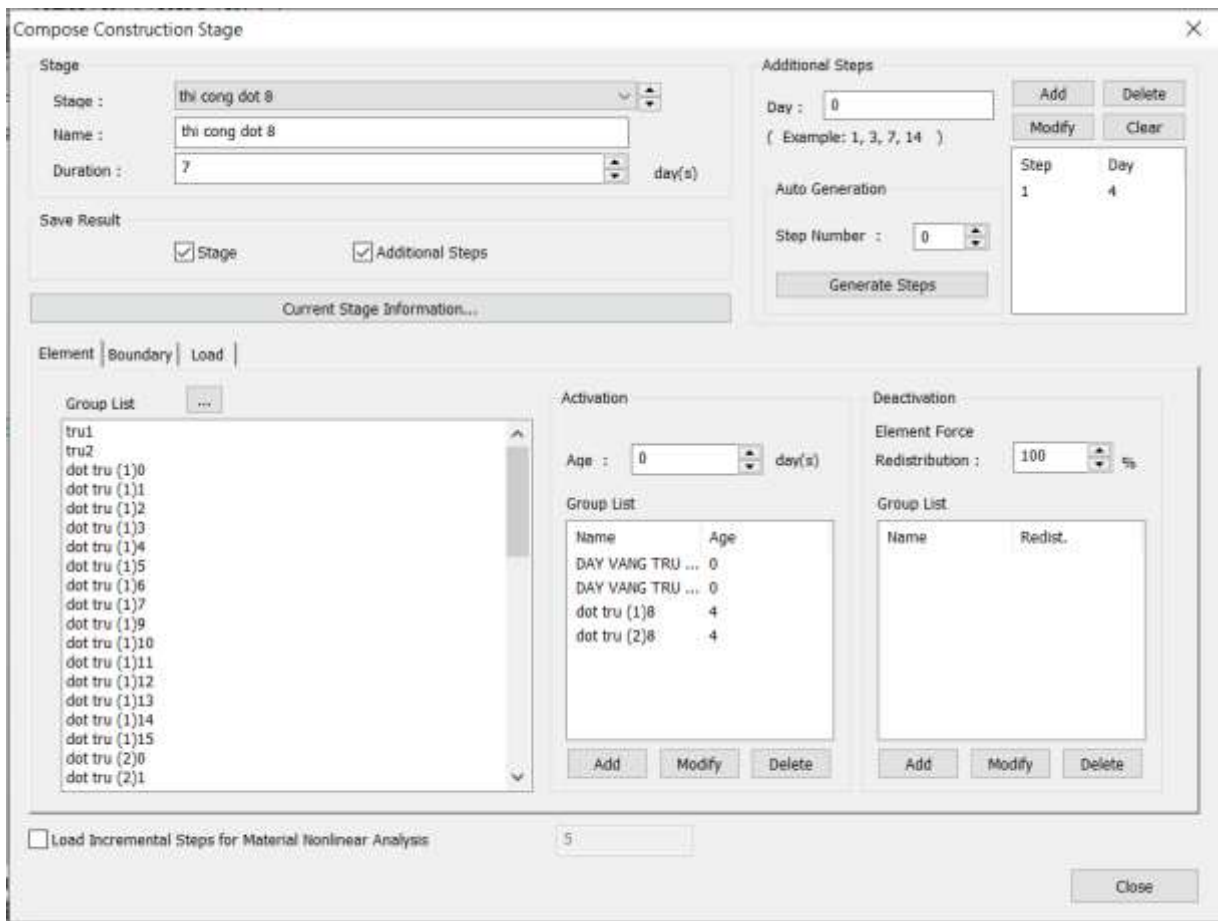 Compose Construction Stage
Stage
Stage :
thi cong dot 8
Name :
thi cong dot 8
Duration :
7
day(s)
Save Result
Stage
Additional Steps
Current Stage Information...
Additional Steps
Day :
0
( Example: 1, 3, 7, 14 )
Auto Generation
Step Number :
0
Generate Steps
Add
Delete
Modify
Clear
Step Day
1 4
Element
Boundary
Load
Group List
...
tru1
tru2
dot tru (1)0
dot tru (1)1
dot tru (1)2
dot tru (1)3
dot tru (1)4
dot tru (1)5
dot tru (1)6
dot tru (1)7
dot tru (1)9
dot tru (1)10
dot tru (1)11
dot tru (1)12
dot tru (1)13
dot tru (1)14
dot tru (1)15
dot tru (2)0
dot tru (2)1
Activation
Age :
0
day(s)
Group List
Name Age
DAY VANG TRU ... 0
DAY VANG TRU ... 0
dot tru (1)8 4
dot tru (2)8 4
Add
Modify
Delete
Deactivation
Element Force
Redistribution :
100
%
Group List
Name Redist.
Add
Modify
Delete
Load Incremental Steps for Material Nonlinear Analysis
5
Close